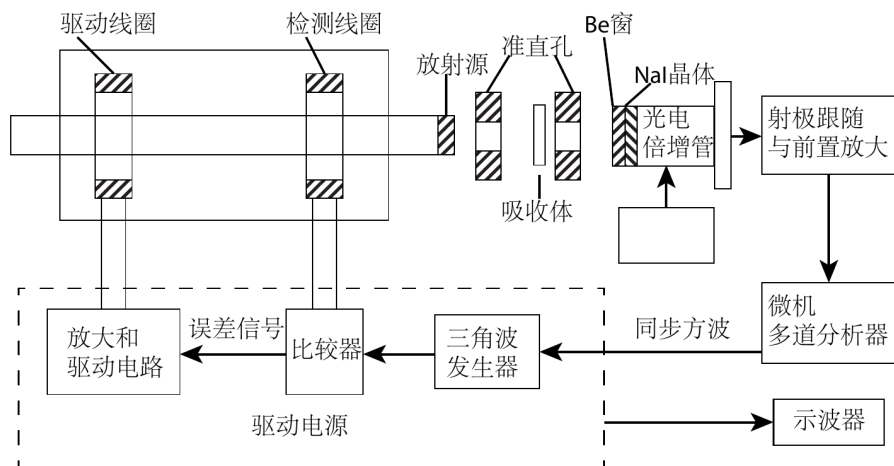 驱动线圈
检测线圈
放射源
准直孔
Be窗
NaI晶体
光电
倍增管
射极跟随
与前置放大
吸收体
放大和
驱动电路
误差信号
比较器
三角波
发生器
同步方波
微机
多道分析器
驱动电源
示波器